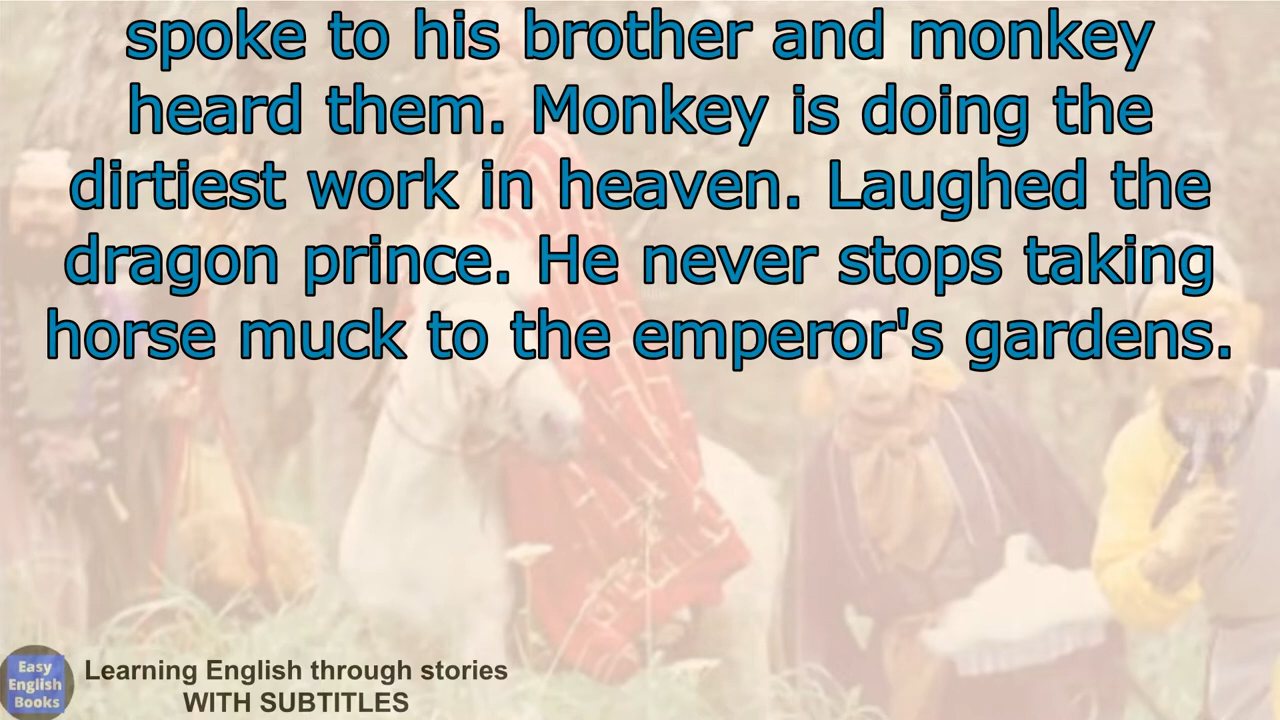 spoke to his brother and monkey
heard them. Monkey is doing the
dirtiest work in heaven. Laughed the
dragon prince. He never stops taking
horse muck to the emperor's gardens.
Easy
English
Books
Learning English through stories
WITH SUBTITLES